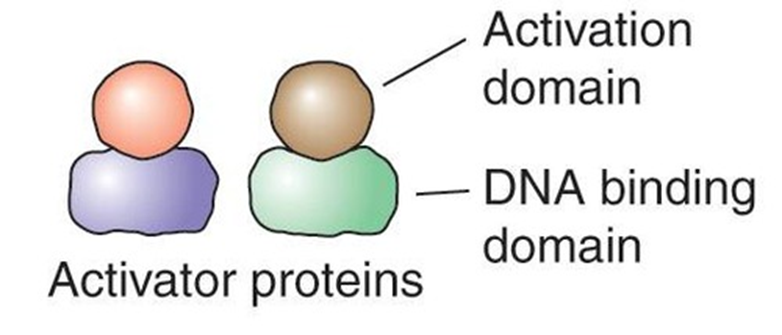 Activation
domain
DNA binding
domain
Activator proteins